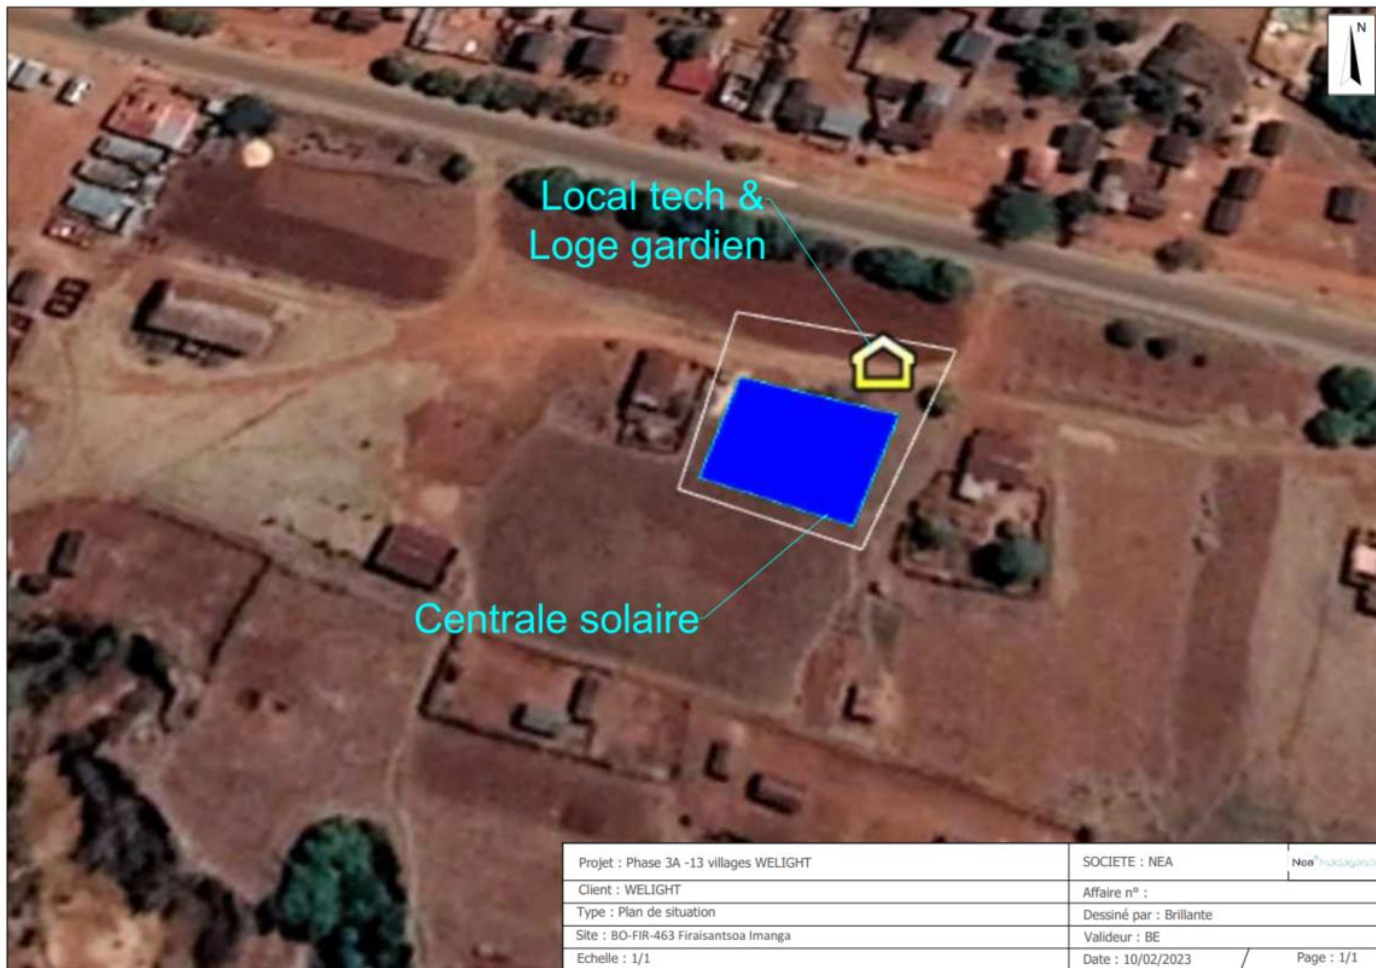 N
Local tech &
Loge gardien
Centrale solaire
Projet : Phase 3A -13 villages WELIGHT
SOCIETE : NEA
Nea Madagascar
Client : WELIGHT
Affaire n° :
Type : Plan de situation
Dessiné par : Brillante
Site : BO-FIR-463 Firaisantsoa Imanga
Valideur : BE
Echelle : 1/1
Date : 10/02/2023 /
Page : 1/1